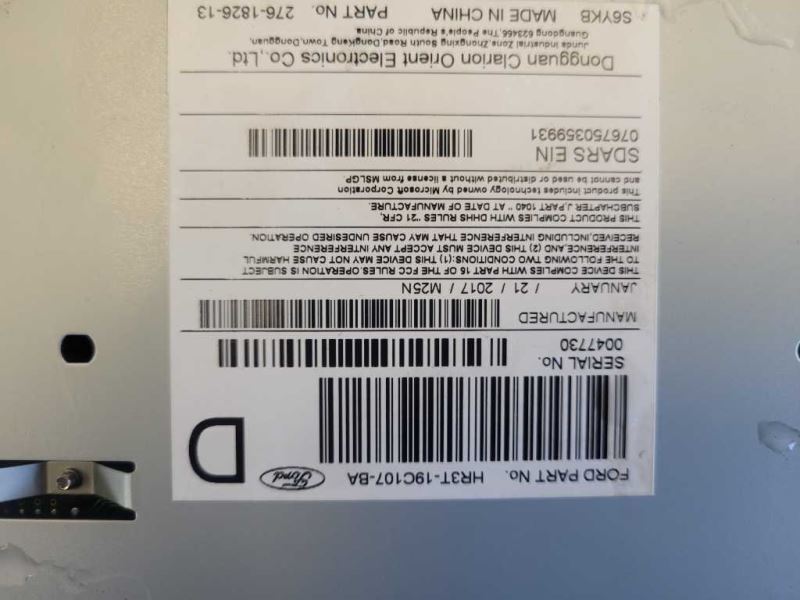 FORD PART No. HR3T-19C107-BA
Ford
D
SERIAL No.
0047730
MANUFACTURED
JANUARY / 21 / 2017 / M25N
THIS DEVICE COMPLIES WITH PART 15 OF THE FCC RULES.OPERATION IS SUBJECT
TO THE FOLLOWING TWO CONDITIONS:(1) THIS DEVICE MAY NOT CAUSE HARMFUL
INTERFERENCE,AND (2) THIS DEVICE MUST ACCEPT ANY INTERFERENCE
RECEIVED, INCLUDING INTERFERENCE THAT MAY CAUSE UNDESIRED OPERATION.
THIS PRODUCT COMPLIES WITH DHHS RULES "21 CFR,
SUBCHAPTER J,PART 1040 " AT DATE OF MANUFACTURE.
This product includes technology owned by Microsoft Corporation
and cannot be used or distributed without a license from MSLGP
SDARS EIN
076750359931
Dongguan Clarion Orient Electronics Co.,Ltd.
Junda Industrial Zone,Zhongxing South Road,DongKeng Town,Dongguan,
Guangdong 523466,The People's Republic of China
S6YKB MADE IN CHINA PART No. 276-1826-13